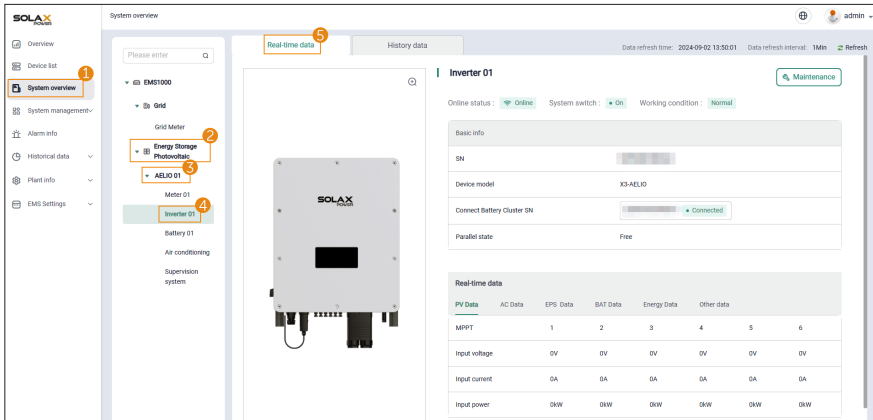 SOLAX
POWER
System overview
admin
Overview
Device list
1
System overview
System management
Alarm info
Historical data
Plant info
EMS Settings
Please enter
EMS1000
Grid
Grid Meter
2
Energy Storage
Photovoltaic
3
AELIO 01
Meter 01
4
Inverter 01
Battery 01
Air conditioning
Supervision
system
5
Real-time data History data
Data refresh time: 2024-09-02 13:50:01 Data refresh interval: 1Min Refresh
SOLAX
POWER
Inverter 01
Maintenance
Online status : Online System switch : On Working condition : Normal
Basic info
SN
Device model X3-AELIO
Connect Battery Cluster SN Connected
Parallel state Free
Real-time data
PV Data AC Data EPS Data BAT Data Energy Data Other data
MPPT 1 2 3 4 5 6
Input voltage 0V 0V 0V 0V 0V 0V
Input current 0A 0A 0A 0A 0A 0A
Input power 0kW 0kW 0kW 0kW 0kW 0kW